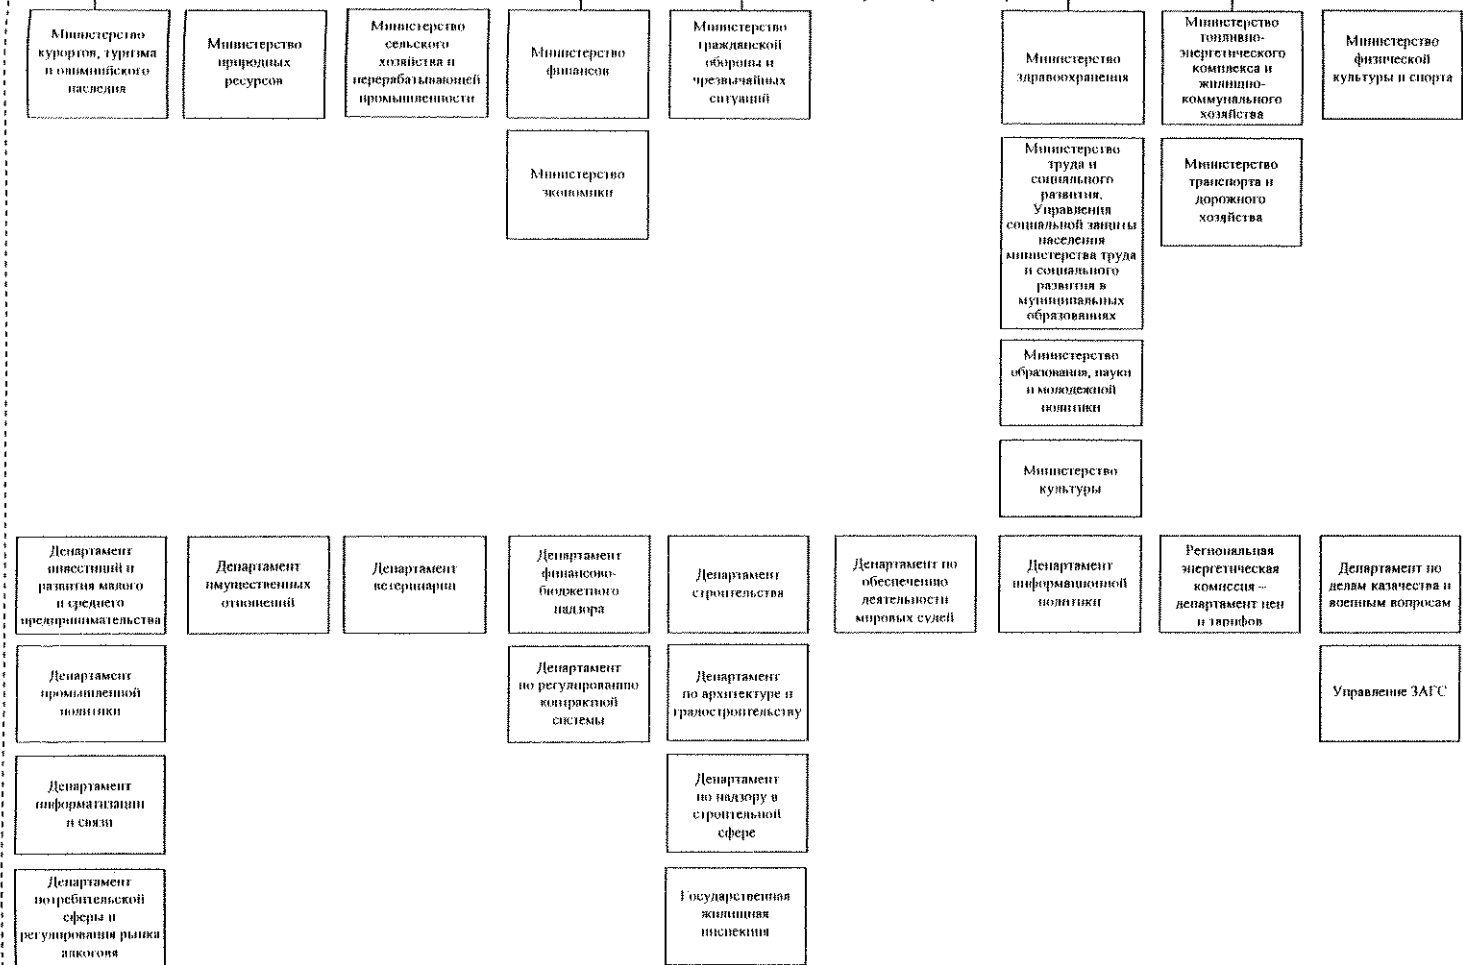 Министерство
курортов, туризма
и олимпийского
наследия
Министерство
природных
ресурсов
Министерство
сельского
хозяйства и
перерабатывающей
промышленности
Министерство
финансов
Министерство
гражданской
обороны и
чрезвычайных
ситуаций
Министерство
здравоохранения
Министерство
топливно-
энергетического
комплекса и
жилищно-
коммунального
хозяйства
Министерство
физической
культуры и спорта
Министерство
экономики
Министерство
труда и
социального
развития,
Управления
социальной защиты
населения
министерства труда
и социального
развития в
муниципальных
образованиях
Министерство
транспорта и
дорожного
хозяйства
Министерство
образования, науки
и молодежной
политики
Министерство
культуры
Департамент
инвестиций и
развития малого
и среднего
предпринимательства
Департамент
имущественных
отношений
Департамент
ветеринарии
Департамент
финансово-
бюджетного
надзора
Департамент
строительства
Департамент по
обеспечению
деятельности
мировых судей
Департамент
информационной
политики
Региональная
энергетическая
комиссия –
департамент цен
и тарифов
Департамент по
делам казачества и
военным вопросам
Департамент
промышленной
политики
Департамент
по регулированию
контрактной
системы
Департамент
по архитектуре и
градостроительству
Управление ЗАГС
Департамент
информатизации
и связи
Департамент
по надзору в
строительной
сфере
Департамент
потребительской
сферы и
регулирования рынка
алкоголя
Государственная
жилищная
инспекция